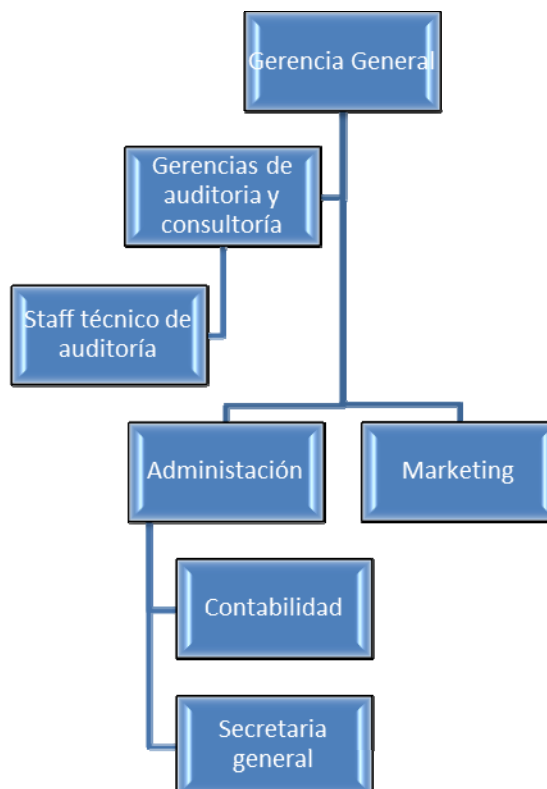 Gerencia General
Gerencias de
auditoria y
consultoría
Staff técnico de
auditoría
Administación
Marketing
Contabilidad
Secretaria
general